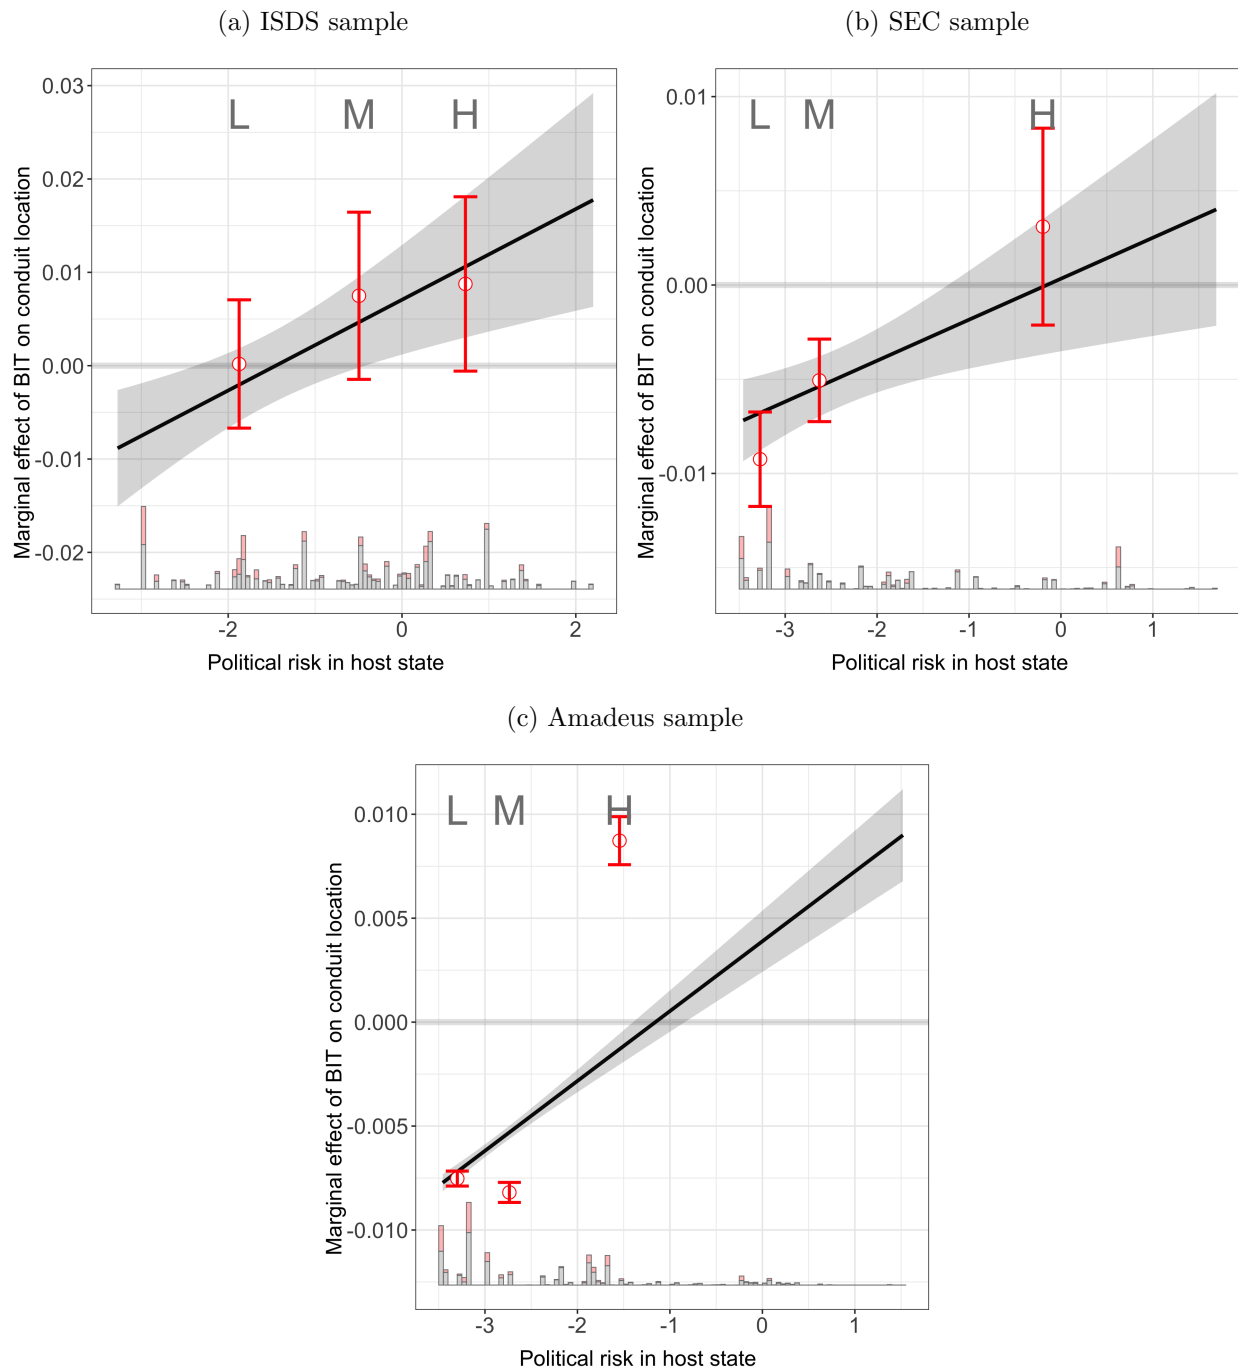 (a) ISDS sample
(b) SEC sample
Marginal effect of BIT on conduit location
0.03
0.02
0.01
0.00
-0.01
-0.02
L M H
-2 0 2
Political risk in host state
Marginal effect of BIT on conduit location
0.01
0.00
-0.01
L M H
-3 -2 -1 0 1
Political risk in host state
(c) Amadeus sample
Marginal effect of BIT on conduit location
0.010
0.005
0.000
-0.005
-0.010
L M H
-3 -2 -1 0 1
Political risk in host state